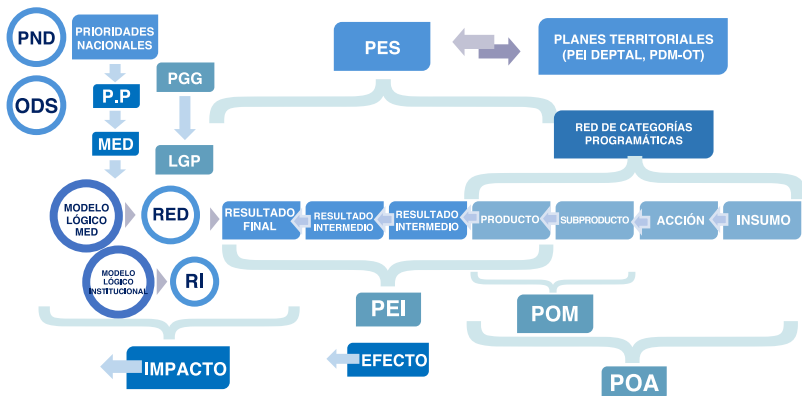 PND
PRIORIDADES
NACIONALES
PES
PLANES TERRITORIALES
(PEI DEPTAL, PDM-OT)
ODS
P.P
PGG
MED
LGP
RED DE CATEGORÍAS
PROGRAMÁTICAS
MODELO
LÓGICO
MED
RED
RESULTADO
FINAL
RESULTADO
INTERMEDIO
RESULTADO
INTERMEDIO
PRODUCTO
SUBPRODUCTO
ACCIÓN
INSUMO
MODELO
LÓGICO
INSTITUCIONAL
RI
PEI
POM
IMPACTO
EFECTO
POA